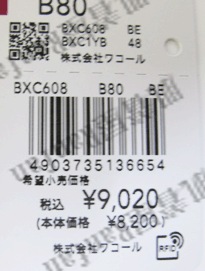 B80
BXC608 BE
BXC1YB 48
株式会社ワコール
BXC608 B80 BE
4903735136654
希望小売価格
税込 ¥9,020
(本体価格 ¥8,200)
株式会社ワコール
RFID